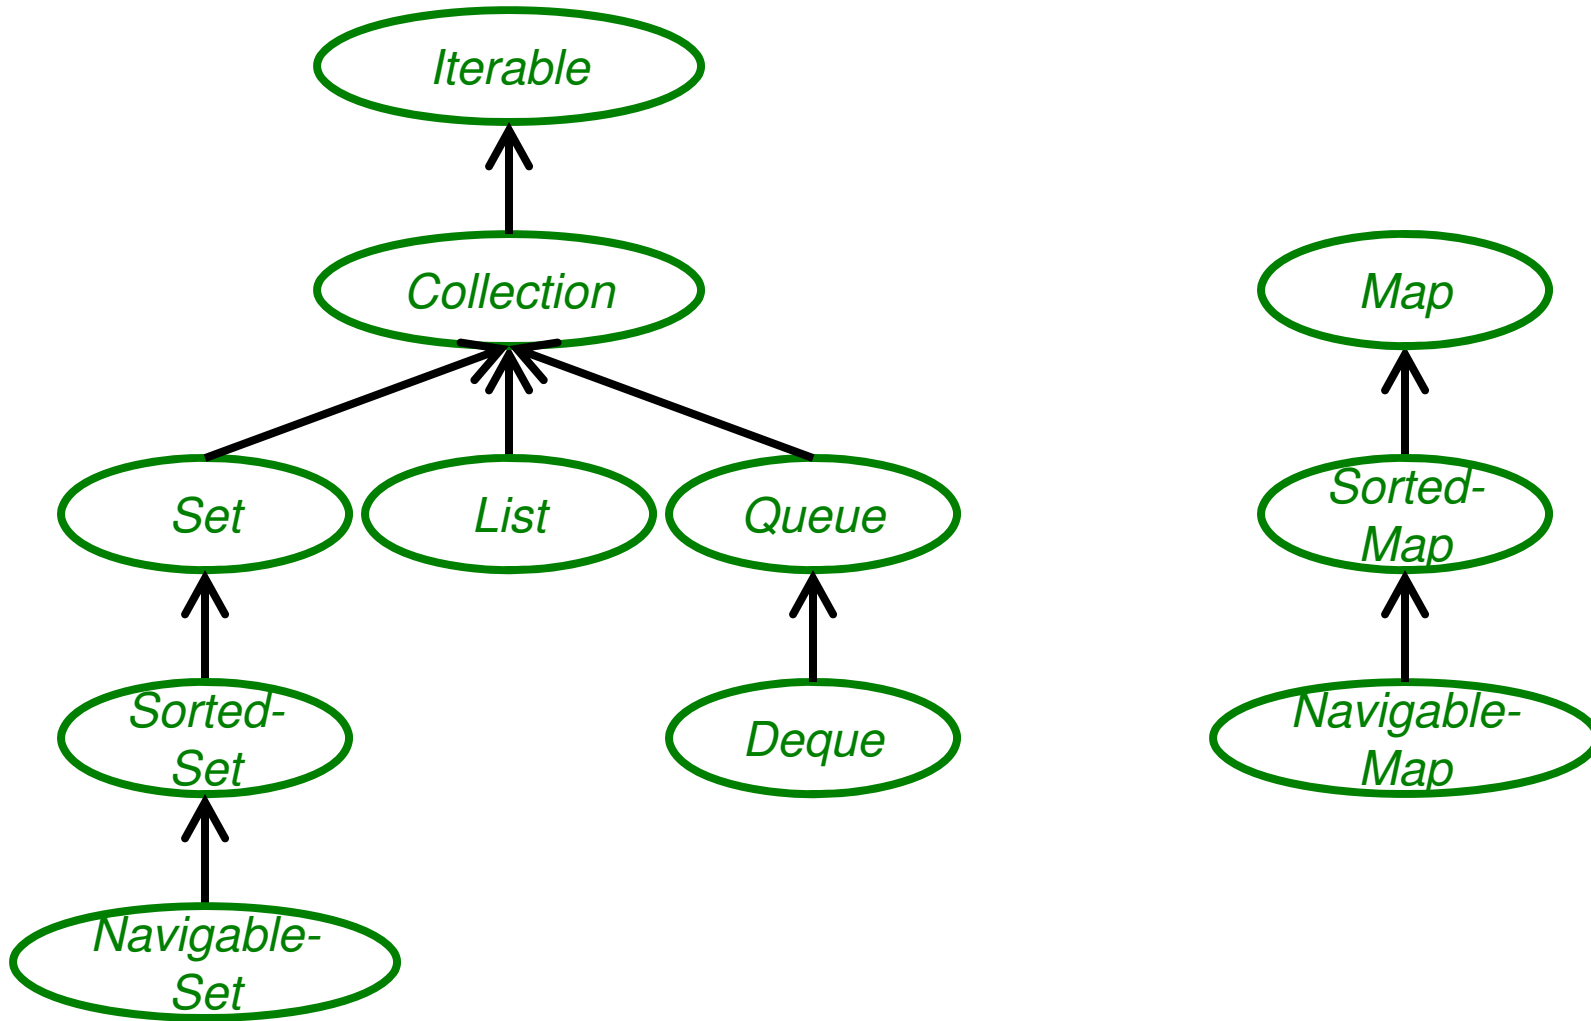 Iterable
Collection
Map
Set
List
Queue
Sorted-
Map
Sorted-
Set
Deque
Navigable-
Map
Navigable-
Set